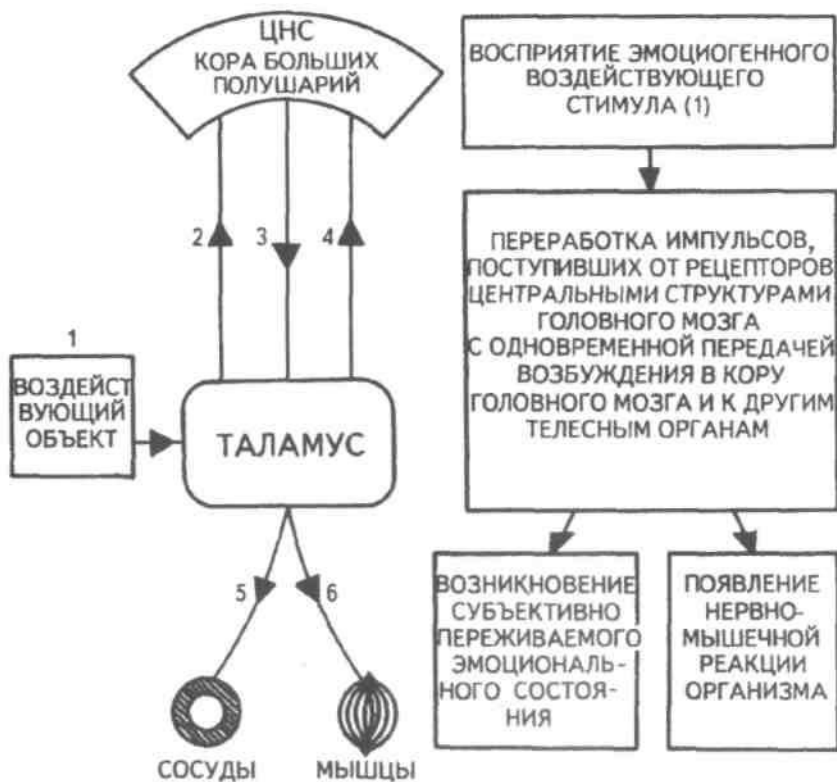 ЦНС
КОРА БОЛЬШИХ
ПОЛУШАРИЙ
2
3
4
1
ВОЗДЕЙСТ
ВУЮЩИЙ
ОБЪЕКТ
ТАЛАМУС
5
6
СОСУДЫ
МЫШЦЫ
ВОСПРИЯТИЕ ЭМОЦИОГЕННОГО
ВОЗДЕЙСТВУЮЩЕГО
СТИМУЛА (1)
ПЕРЕРАБОТКА ИМПУЛЬСОВ,
ПОСТУПИВШИХ ОТ РЕЦЕПТОРОВ
ЦЕНТРАЛЬНЫМИ СТРУКТУРАМИ
ГОЛОВНОГО МОЗГА
С ОДНОВРЕМЕННОЙ ПЕРЕДАЧЕЙ
ВОЗБУЖДЕНИЯ В КОРУ
ГОЛОВНОГО МОЗГА И К ДРУГИМ
ТЕЛЕСНЫМ ОРГАНАМ
ВОЗНИКНОВЕНИЕ
СУБЪЕКТИВНО
ПЕРЕЖИВАЕМОГО
ЭМОЦИОНАЛЬ-
НОГО СОСТОЯ-
НИЯ
ПОЯВЛЕНИЕ
НЕРВНО-
МЫШЕЧНОЙ
РЕАКЦИИ
ОРГАНИЗМА